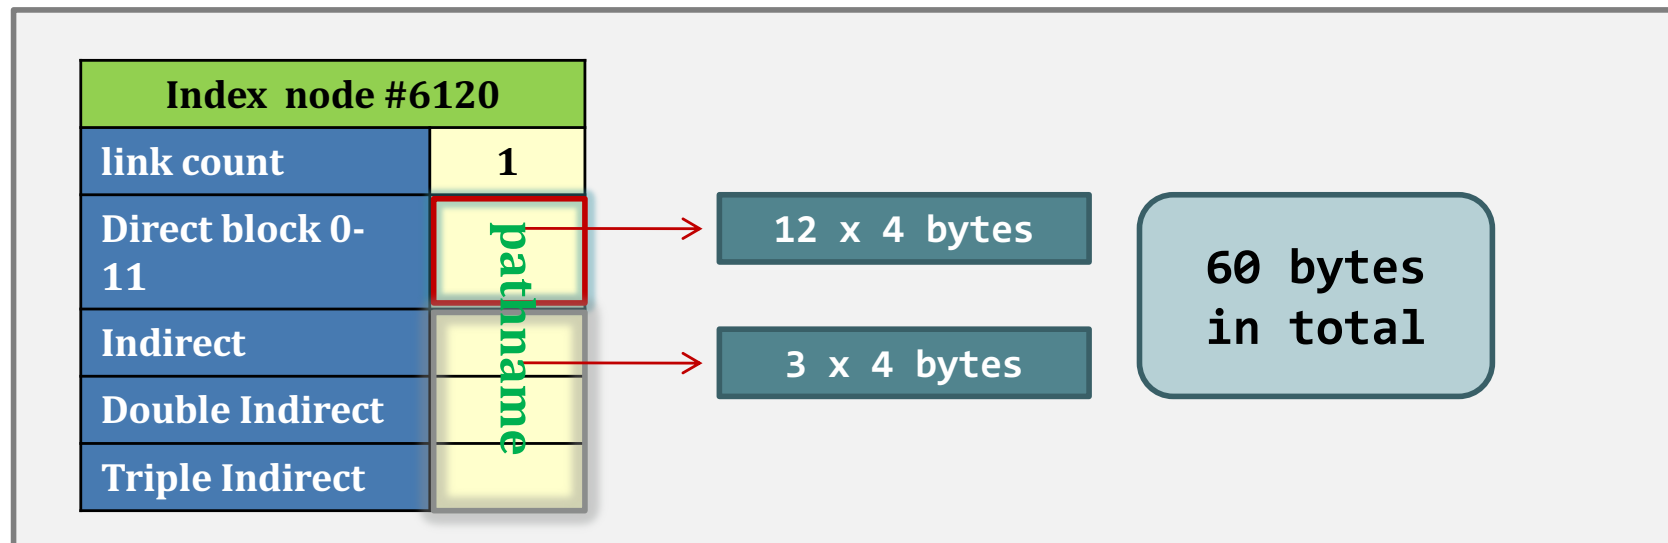 Index node #6120
link count
1
Direct block 0-
11
pathname
12 x 4 bytes
60 bytes
in total
Indirect
3 x 4 bytes
Double Indirect
Triple Indirect